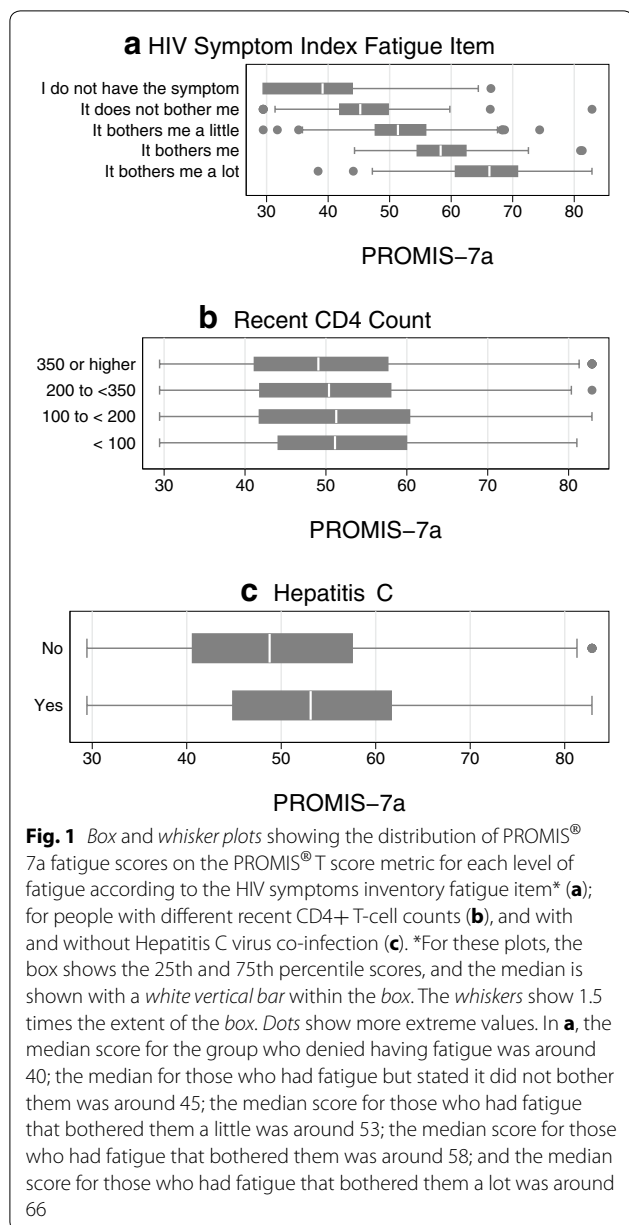 a HIV Symptom Index Fatigue Item
I do not have the symptom
It does not bother me
It bothers me a little
It bothers me
It bothers me a lot
30 40 50 60 70 80
PROMIS−7a
b Recent CD4 Count
350 or higher
200 to <350
100 to < 200
< 100
30 40 50 60 70 80
PROMIS−7a
c Hepatitis C
No
Yes
30 40 50 60 70 80
PROMIS−7a
Fig. 1 Box and whisker plots showing the distribution of PROMIS®
7a fatigue scores on the PROMIS® T score metric for each level of
fatigue according to the HIV symptoms inventory fatigue item* (a);
for people with different recent CD4+ T-cell counts (b), and with
and without Hepatitis C virus co-infection (c). *For these plots, the
box shows the 25th and 75th percentile scores, and the median is
shown with a white vertical bar within the box. The whiskers show 1.5
times the extent of the box. Dots show more extreme values. In a, the
median score for the group who denied having fatigue was around
40; the median for those who had fatigue but stated it did not bother
them was around 45; the median score for those who had fatigue
that bothered them a little was around 53; the median score for those
who had fatigue that bothered them was around 58; and the median
score for those who had fatigue that bothered them a lot was around
66